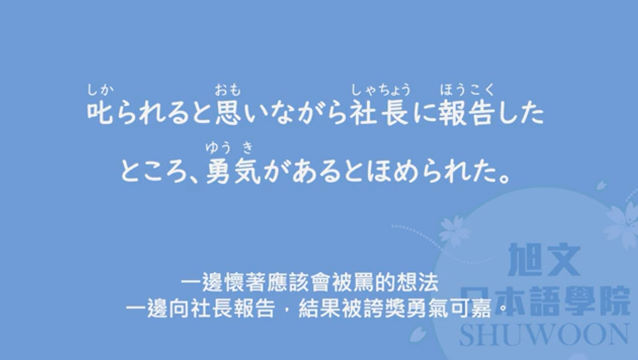 叱られると思いながら社長に報告した
ところ、勇気があるとほめられた。
一邊懷著應該會被罵的想法
一邊向社長報告，結果被誇獎勇氣可嘉。
しか
おも
しゃちょう
ほうこく
ゆうき
旭文
日本語學院
SHUWOON